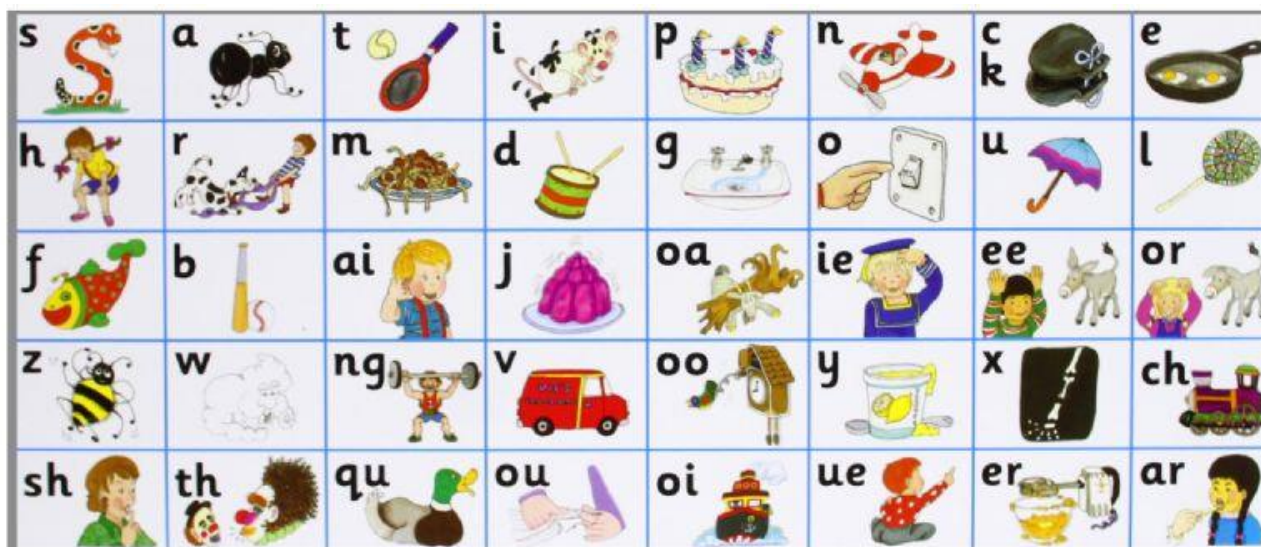 s a t i p n c k e
h r m d g o u l
f b ai j oa ie ee or
z w ng v oo y x ch
sh th qu ou oi ue er ar